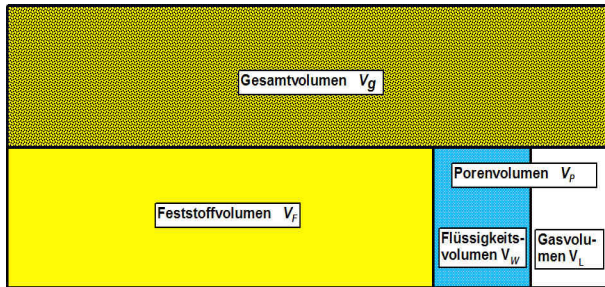 Gesamtvolumen Vg
Feststoffvolumen VF
Porenvolumen VP
Flüssigkeits-
volumen VW
Gasvolu-
men VL